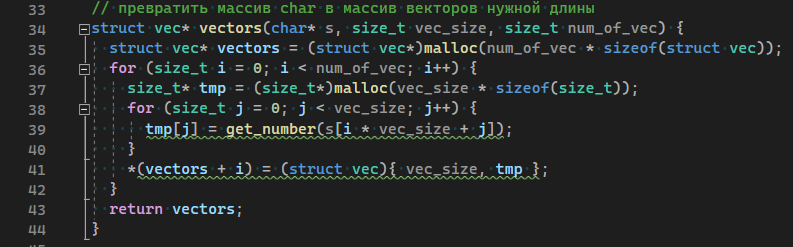 33 // превратить массив char в массив векторов нужной длины
34 struct vec* vectors(char* s, size_t vec_size, size_t num_of_vec) {
35   struct vec* vectors = (struct vec*)malloc(num_of_vec * sizeof(struct vec));
36   for (size_t i = 0; i < num_of_vec; i++) {
37     size_t* tmp = (size_t*)malloc(vec_size * sizeof(size_t));
38     for (size_t j = 0; j < vec_size; j++) {
39       tmp[j] = get_number(s[i * vec_size + j]);
40     }
41     *(vectors + i) = (struct vec){ vec_size, tmp };
42   }
43   return vectors;
44 }